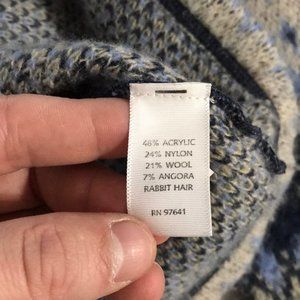 48% ACRYLIC
24% NYLON
21% WOOL
7% ANGORA
RABBIT HAIR
RN 97641